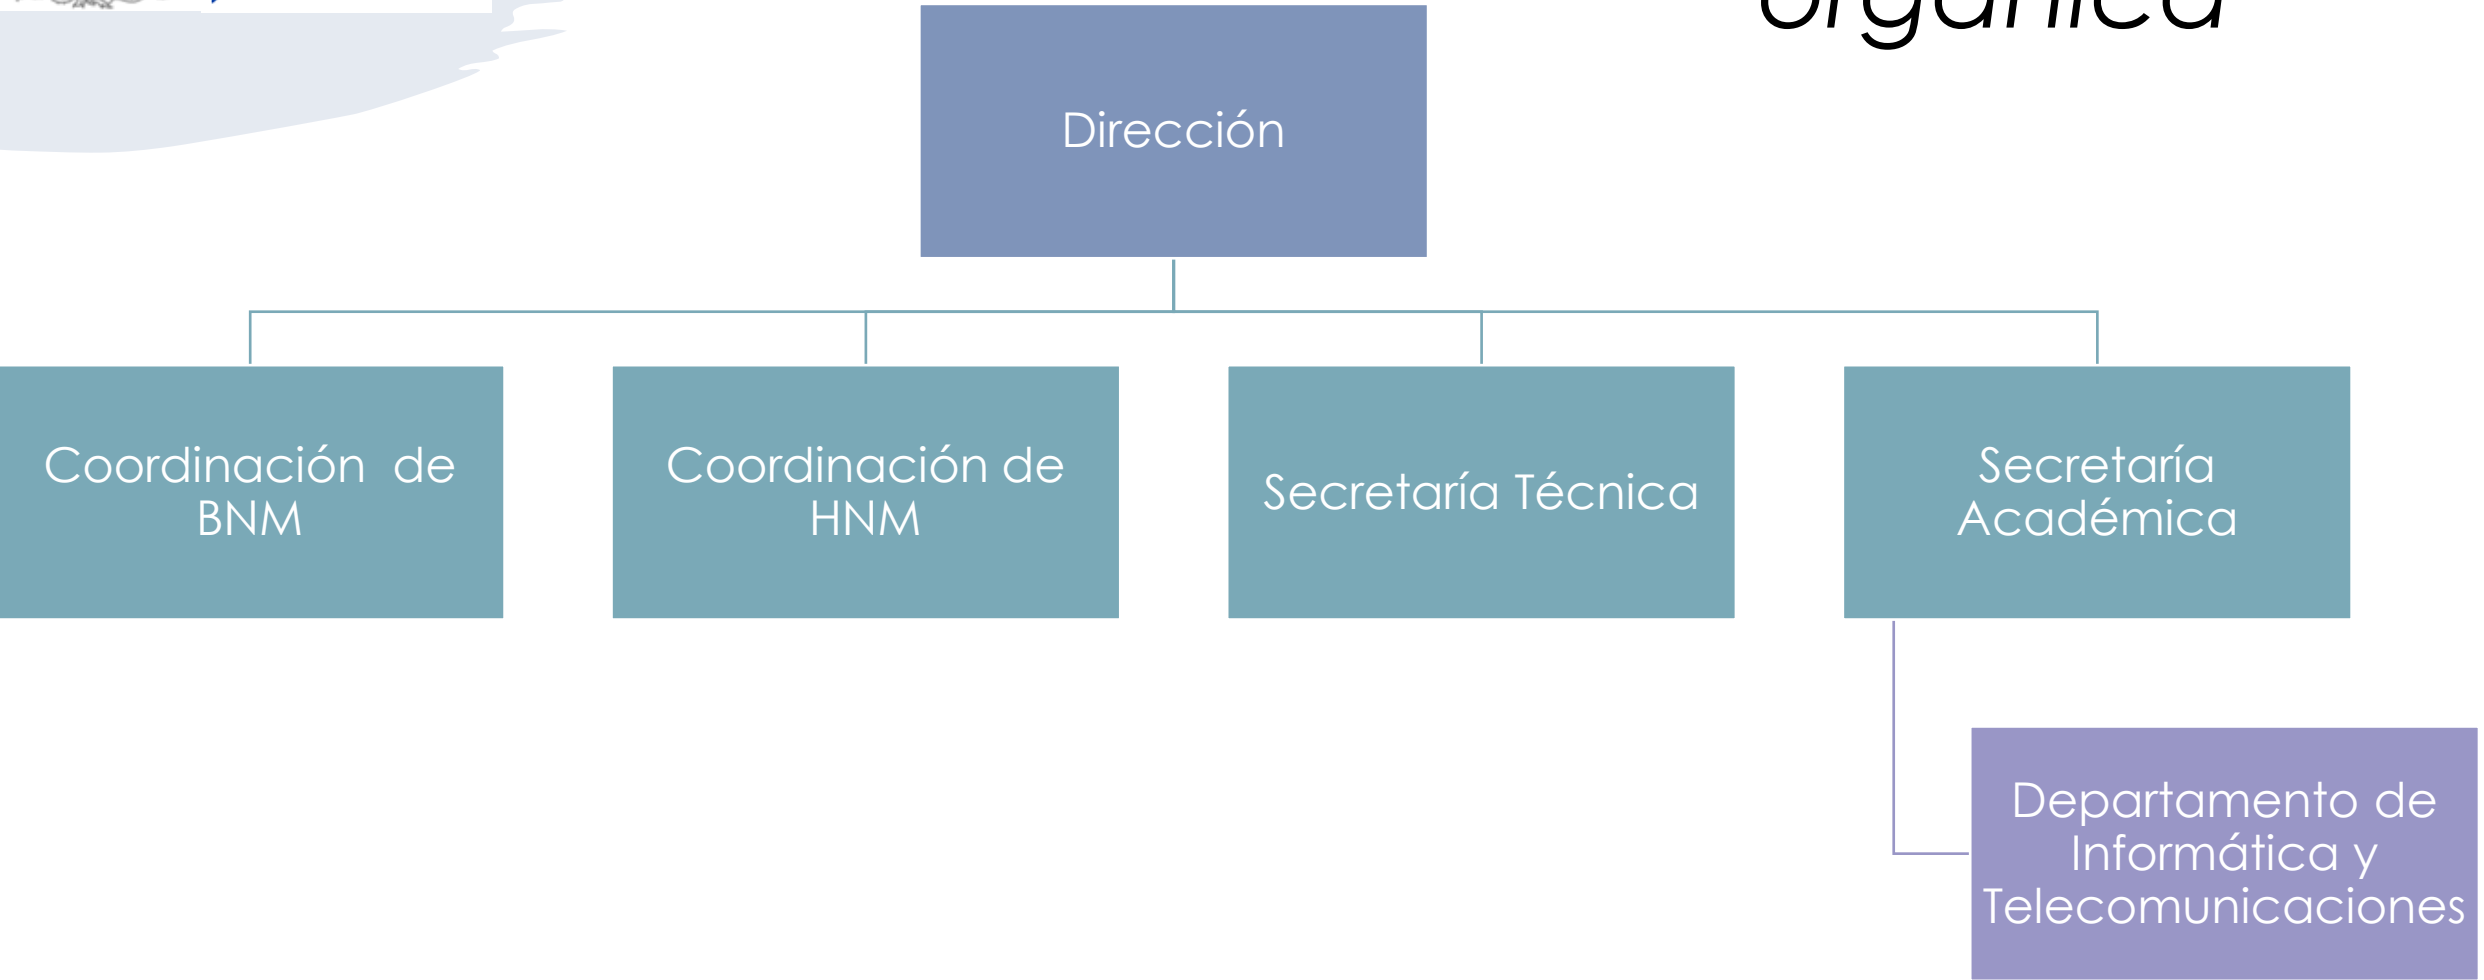 orgánica
Dirección
Coordinación de
BNM
Coordinación de
HNM
Secretaría Técnica
Secretaría
Académica
Departamento de
Informática y
Telecomunicaciones